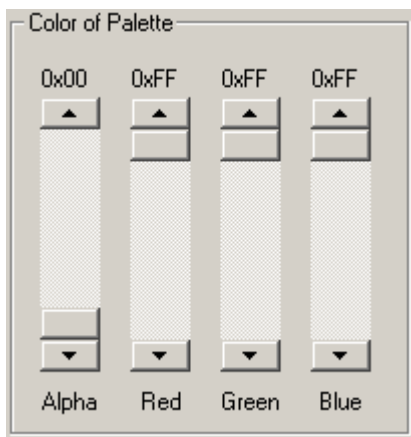 Color of Palette
0x00 0xFF 0xFF 0xFF
Alpha Red Green Blue